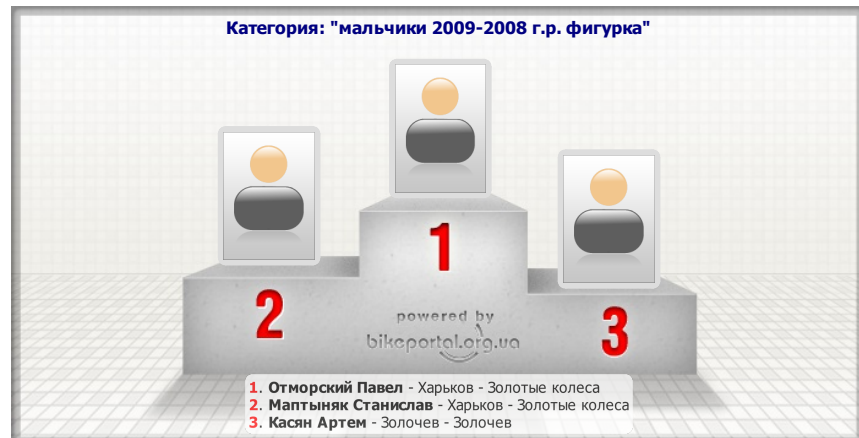 Категория: "мальчики 2009-2008 г.р. фигурка"
1
2
3
powered by
bikeportal.org.ua
1. Отморский Павел - Харьков - Золотые колеса
2. Маптыняк Станислав - Харьков - Золотые колеса
3. Касян Артем - Золочев - Золочев